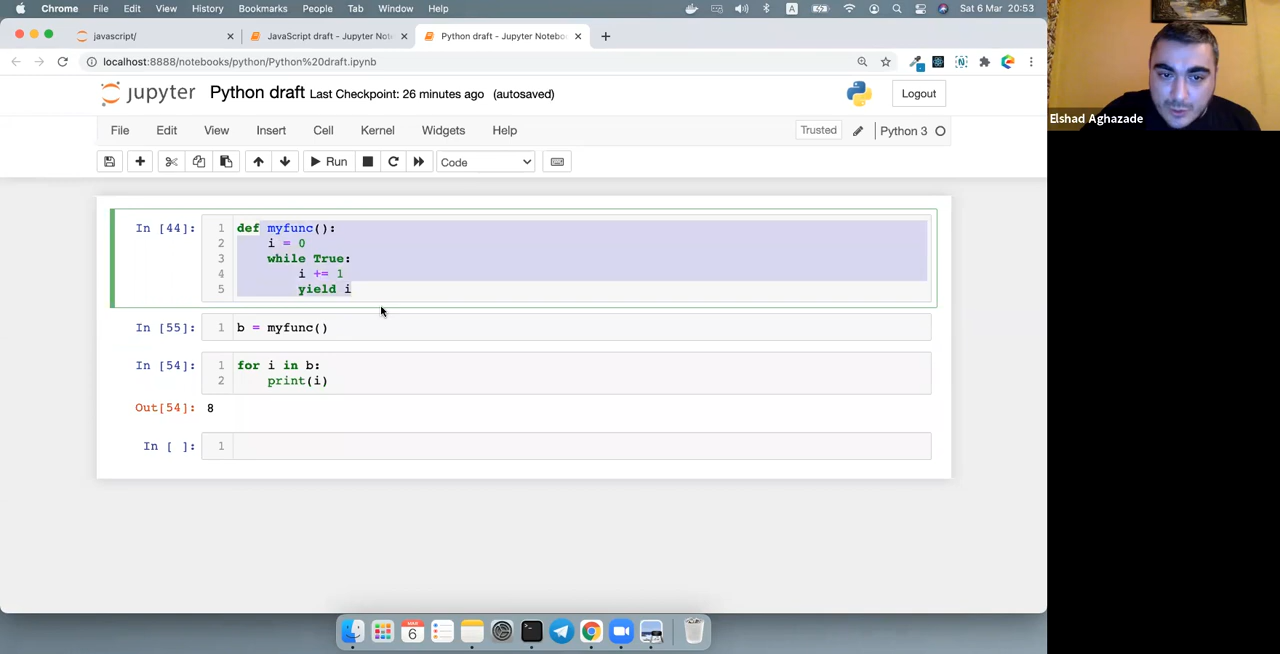 Chrome File Edit View History Bookmarks People Tab Window Help A Sat 6 Mar 20:53
javascript/ JavaScript draft - Jupyter Not Python draft - Jupyter Notebo
localhost:8888/notebooks/python/Python%20draft.ipynb
jupyter Python draft Last Checkpoint: 26 minutes ago (autosaved) Logout
File Edit View Insert Cell Kernel Widgets Help Trusted Python 3
Run Code
In [44]: 1 def myfunc():
2 i = 0
3 while True:
4 i += 1
5 yield i
In [55]: 1 b = myfunc()
In [54]: 1 for i in b:
2 print(i)
Out[54]: 8
In [ ]: 1
Elshad Aghazade
MAR
6